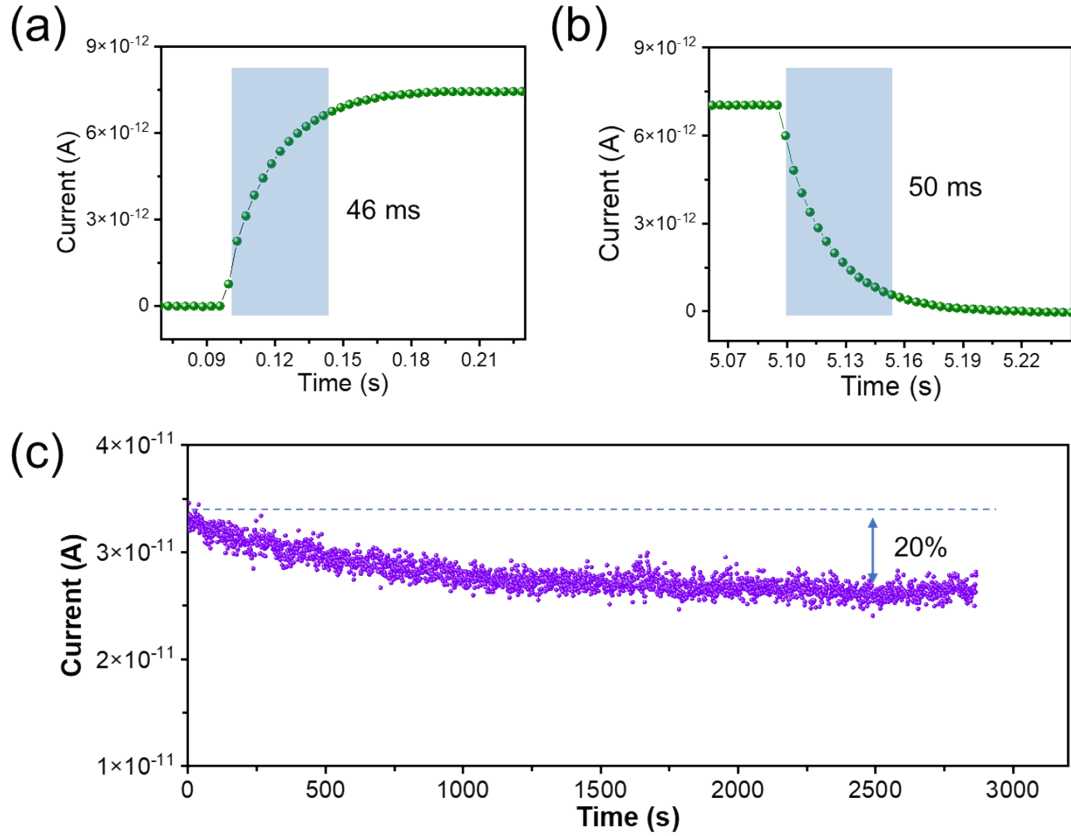 (a)
9×10⁻¹²
6×10⁻¹²
3×10⁻¹²
0
Current (A)
46 ms
0.09 0.12 0.15 0.18 0.21
Time (s)
(b)
9×10⁻¹²
6×10⁻¹²
3×10⁻¹²
0
Current (A)
50 ms
5.07 5.10 5.13 5.16 5.19 5.22
Time (s)
(c)
4×10⁻¹¹
3×10⁻¹¹
2×10⁻¹¹
1×10⁻¹¹
Current (A)
20%
0 500 1000 1500 2000 2500 3000
Time (s)